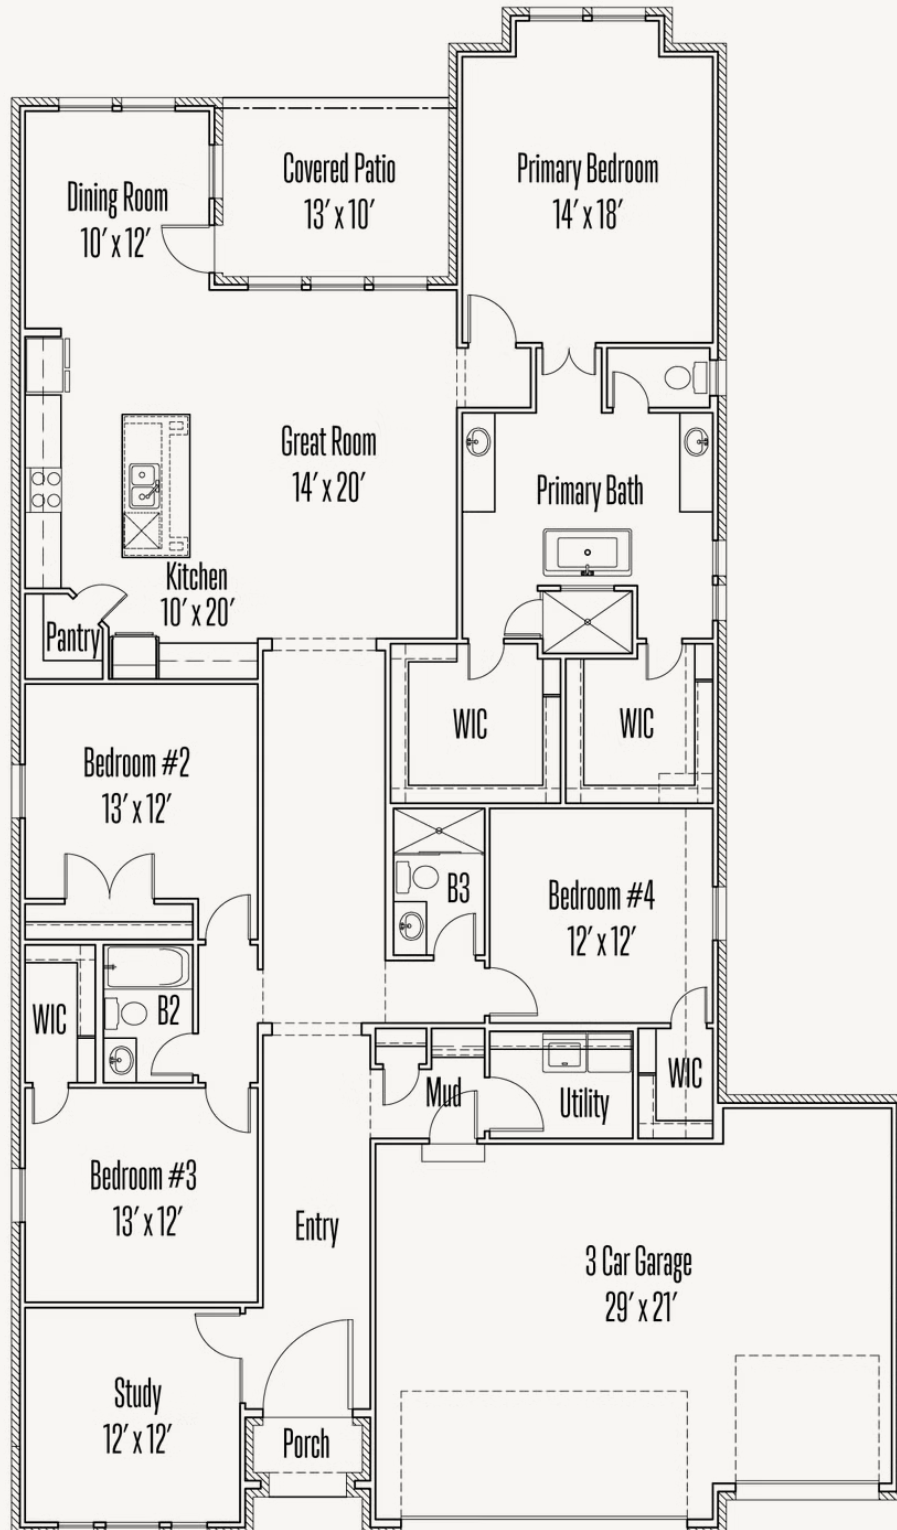 Dining Room
10′ x 12′
Covered Patio
13′ x 10′
Primary Bedroom
14′ x 18′
Great Room
14′ x 20′
Primary Bath
Kitchen
10′ x 20′
Pantry
WIC
WIC
Bedroom #2
13′ x 12′
B3
Bedroom #4
12′ x 12′
WIC
B2
Mud
Utility
WIC
Bedroom #3
13′ x 12′
Entry
3 Car Garage
29′ x 21′
Study
12′ x 12′
Porch